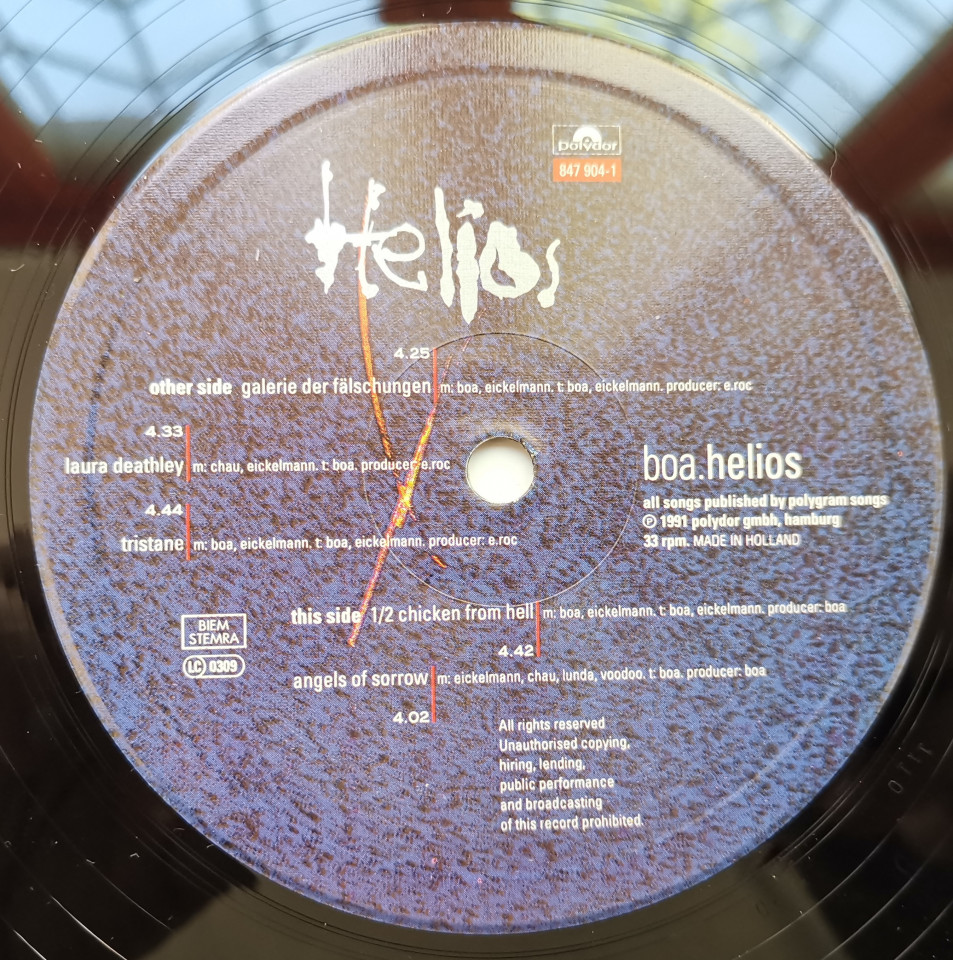 polydor
847 904-1
Helios
4.25
other side galerie der fälschungen m: boa, eickelmann. t: boa, eickelmann. producer: e.roc
4.33
laura deathley m: chau, eickelmann. t: boa. producer: e.roc
4.44
tristane m: boa, eickelmann. t: boa, eickelmann. producer: e.roc
boa.helios
all songs published by polygram songs
℗ 1991 polydor gmbh, hamburg
33 rpm. MADE IN HOLLAND
this side 1/2 chicken from hell m: boa, eickelmann. t: boa, eickelmann. producer: boa
4.42
BIEM
STEMRA
LC 0309
angels of sorrow m: eickelmann, chau, lunda, voodoo. t: boa. producer: boa
4.02
All rights reserved
Unauthorised copying,
hiring, lending,
public performance
and broadcasting
of this record prohibited.